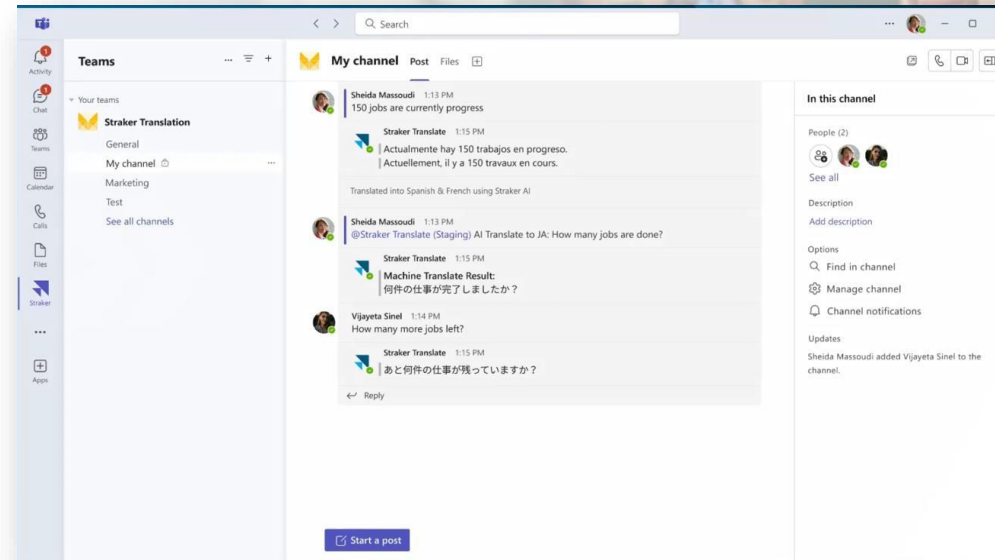 Search
Activity
Chat
Teams
Calendar
Calls
Files
Straker
Apps
Teams
Your teams
Straker Translation
General
My channel
Marketing
Test
See all channels
My channel Post Files
Sheida Massoudi 1:13 PM
150 jobs are currently progress
Straker Translate 1:15 PM
Actualmente hay 150 trabajos en progreso.
Actuellement, il y a 150 travaux en cours.
Translated into Spanish & French using Straker AI
Sheida Massoudi 1:13 PM
@Straker Translate (Staging) AI Translate to JA: How many jobs are done?
Straker Translate 1:15 PM
Machine Translate Result:
何件の仕事が完了しましたか？
Vijayeta Sinel 1:14 PM
How many more jobs left?
Straker Translate 1:15 PM
あと何件の仕事が残っていますか？
Reply
Start a post
In this channel
People (2)
See all
Description
Add description
Options
Find in channel
Manage channel
Channel notifications
Updates
Sheida Massoudi added Vijayeta Sinel to the
channel.